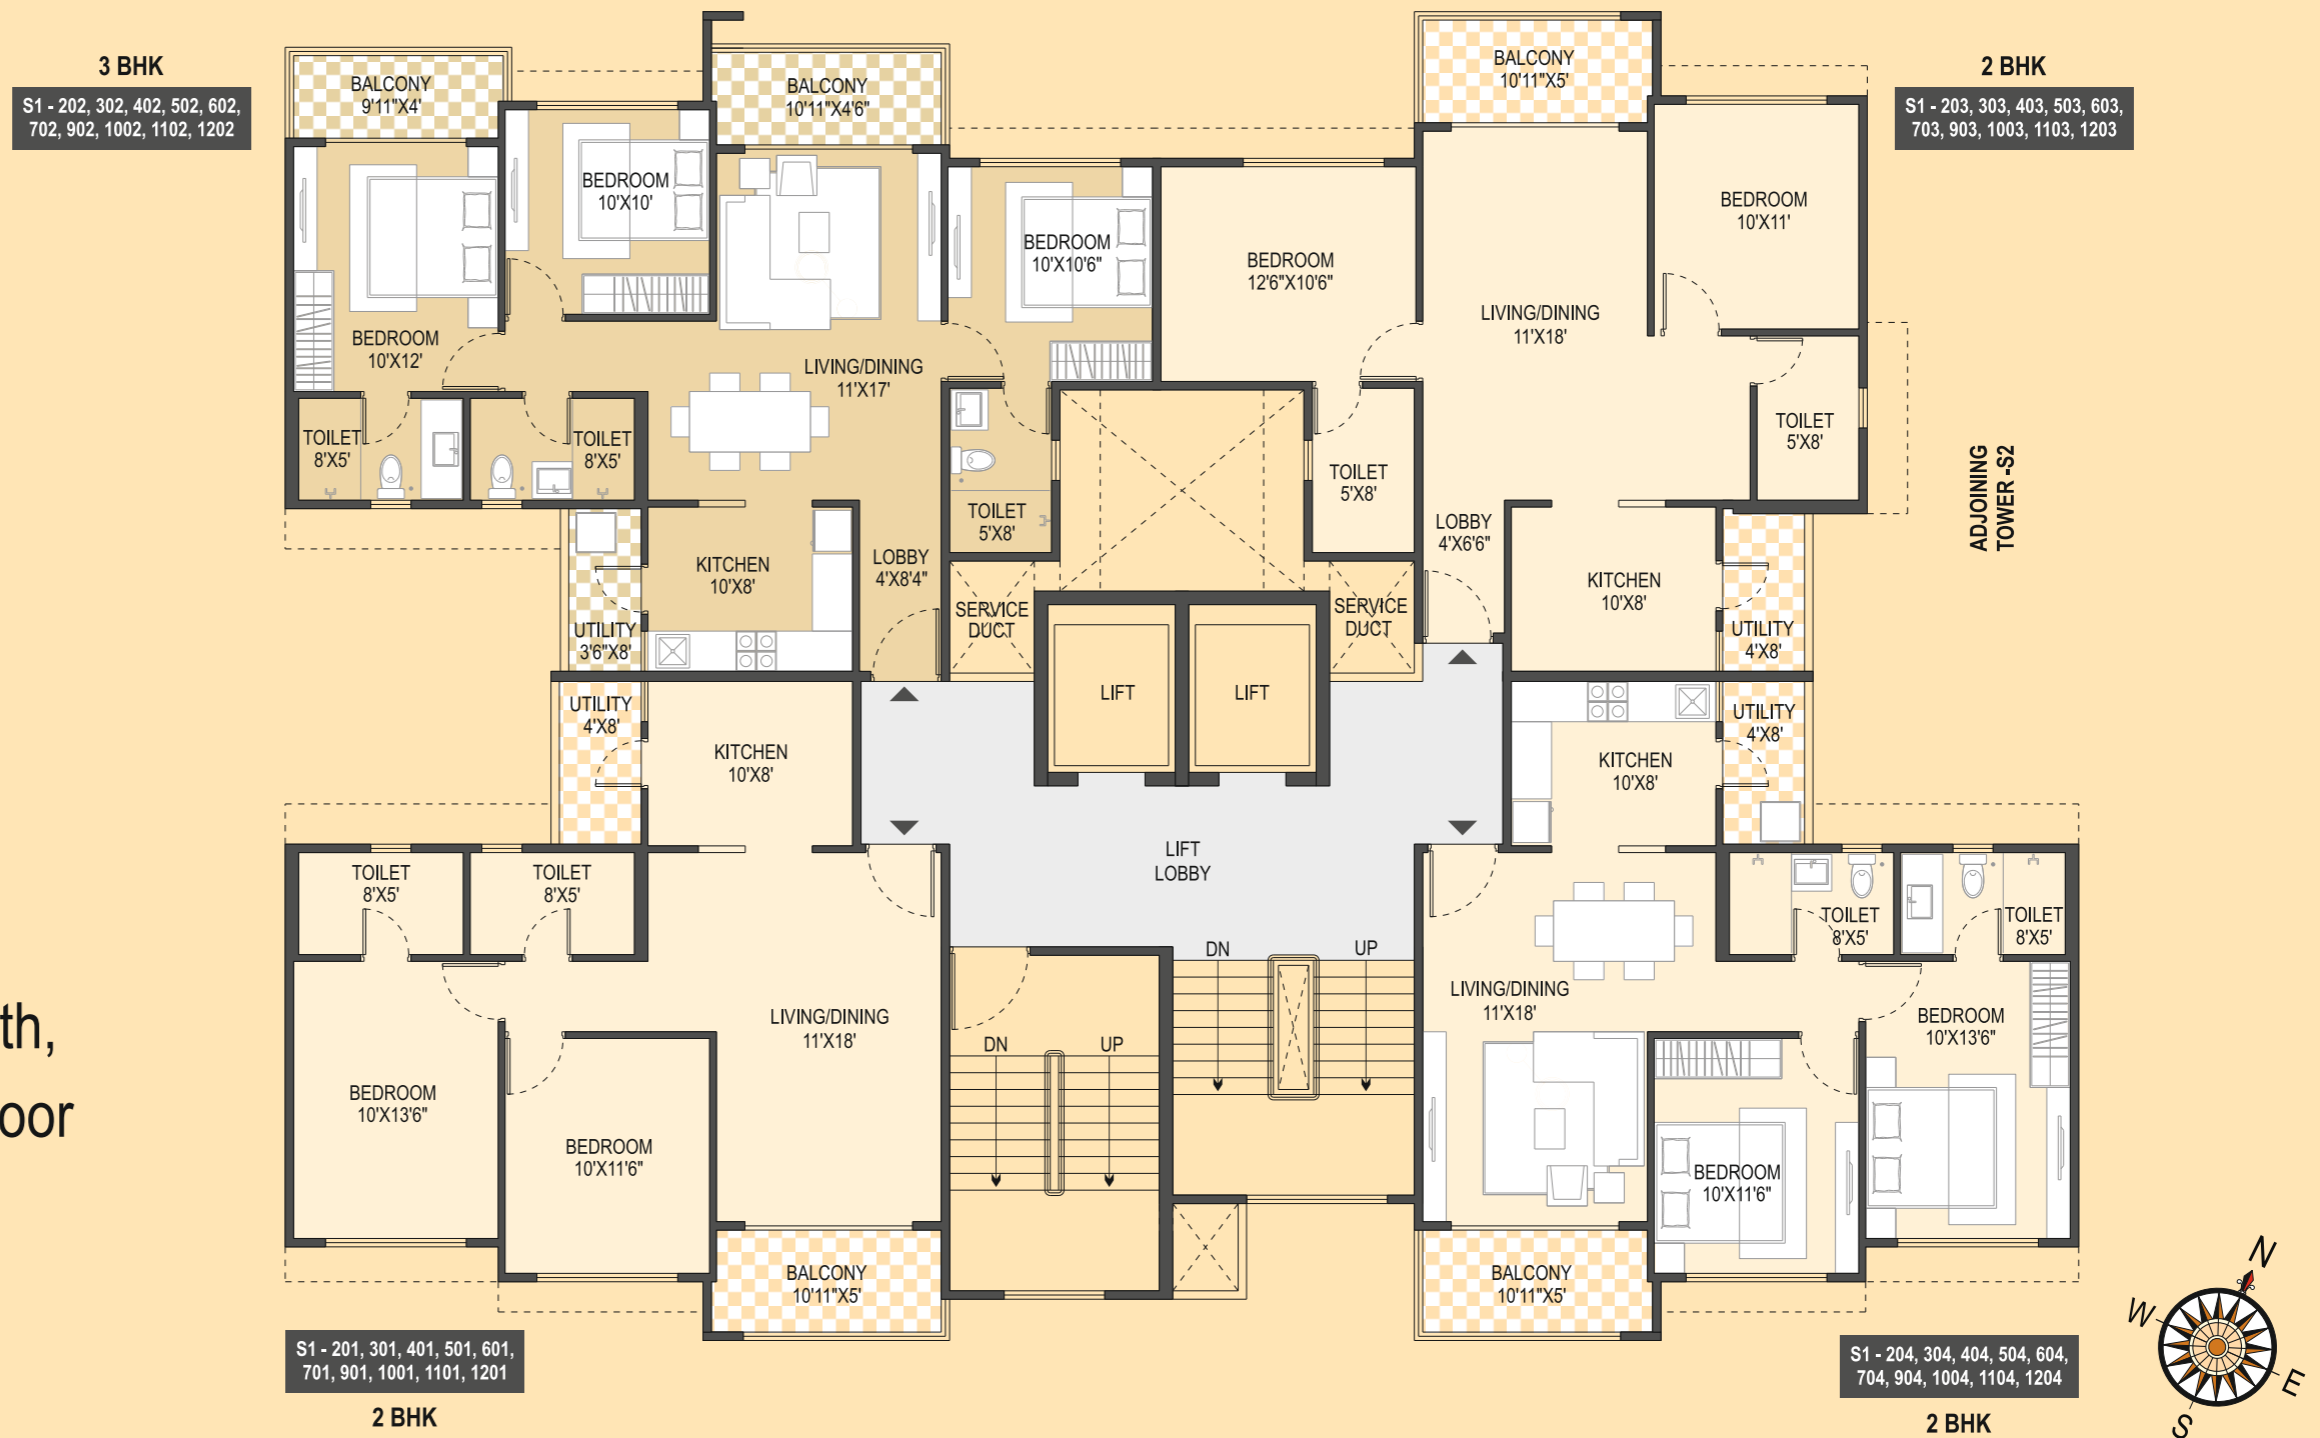 3 BHK
S1 - 202, 302, 402, 502, 602,
702, 902, 1002, 1102, 1202
2 BHK
S1 - 203, 303, 403, 503, 603,
703, 903, 1003, 1103, 1203
BALCONY
9'11"X4'
BALCONY
10'11"X4'6"
BALCONY
10'11"X5'
BEDROOM
10'X10'
BEDROOM
10'X10'6"
BEDROOM
12'6"X10'6"
BEDROOM
10'X11'
LIVING/DINING
11'X18'
BEDROOM
10'X12'
LIVING/DINING
11'X17'
TOILET
8'X5'
TOILET
8'X5'
TOILET
5'X8'
TOILET
5'X8'
TOILET
5'X8'
LOBBY
4'X6'6"
ADJOINING
TOWER -S2
KITCHEN
10'X8'
LOBBY
4'X8'4"
KITCHEN
10'X8'
SERVICE
DUCT
SERVICE
DUCT
UTILITY
3'6"X8'
UTILITY
4'X8'
LIFT
LIFT
UTILITY
4'X8'
KITCHEN
10'X8'
UTILITY
4'X8'
KITCHEN
10'X8'
LIFT
LOBBY
TOILET
8'X5'
TOILET
8'X5'
TOILET
8'X5'
TOILET
8'X5'
DN
UP
LIVING/DINING
11'X18'
LIVING/DINING
11'X18'
BEDROOM
10'X13'6"
DN
UP
th,
oor
BEDROOM
10'X13'6"
BEDROOM
10'X11'6"
BEDROOM
10'X11'6"
BALCONY
10'11"X5'
BALCONY
10'11"X5'
S1 - 201, 301, 401, 501, 601,
701, 901, 1001, 1101, 1201
2 BHK
S1 - 204, 304, 404, 504, 604,
704, 904, 1004, 1104, 1204
2 BHK
N
W
E
S